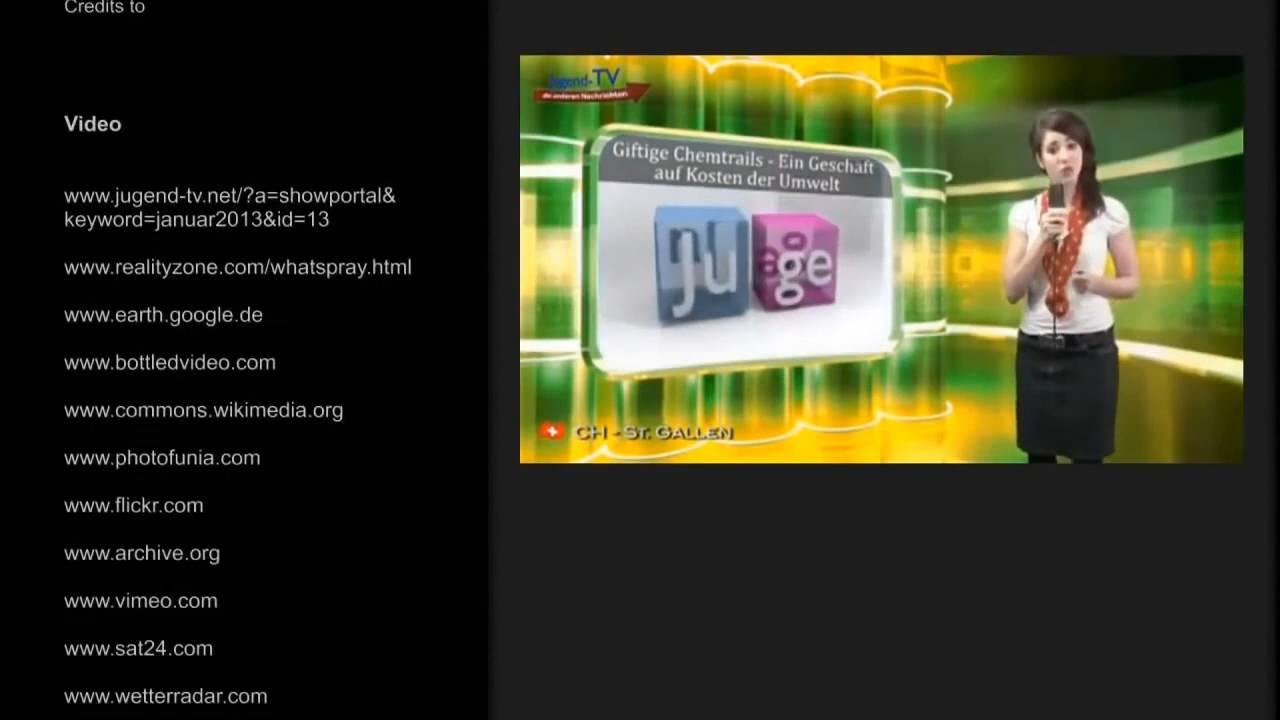 Credits to
Video
www.jugend-tv.net/?a=showportal&
keyword=januar2013&id=13
www.realityzone.com/whatspray.html
www.earth.google.de
www.bottledvideo.com
www.commons.wikimedia.org
www.photofunia.com
www.flickr.com
www.archive.org
www.vimeo.com
www.sat24.com
www.wetterradar.com
Jugend-TV
die anderen Nachrichten
Giftige Chemtrails - Ein Geschäft
auf Kosten der Umwelt
Ju ge
CH - St. Gallen